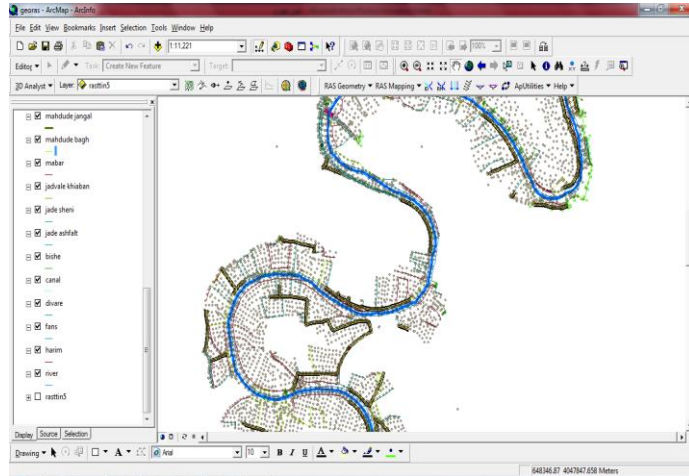 georas - ArcMap - ArcInfo
File Edit View Bookmarks Insert Selection Tools Window Help
1:11,221
100%
Editor Task: Create New Feature Target:
3D Analyst Layer: rasttin5 RAS Geometry RAS Mapping ApUtilities Help
mahdude jangal
mahdude bagh
mabar
jadvale khiaban
jade sheni
jade ashfalt
bishe
canal
divare
fans
harim
river
rasttin5
Display Source Selection
Drawing A Arial 10 B I U A
648346.87 4047847.658 Meters